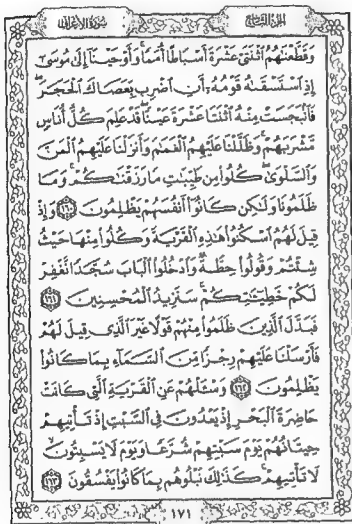 الجزء التاسع سورة الأعراف
وَقَطَّعْنَٰهُمُ ٱثْنَتَىْ عَشْرَةَ أَسْبَاطًا أُمَمًا ۚ وَأَوْحَيْنَآ إِلَىٰ مُوسَىٰٓ
إِذِ ٱسْتَسْقَىٰهُ قَوْمُهُۥٓ أَنِ ٱضْرِب بِّعَصَاكَ ٱلْحَجَرَ ۖ
فَٱنۢبَجَسَتْ مِنْهُ ٱثْنَتَا عَشْرَةَ عَيْنًا ۖ قَدْ عَلِمَ كُلُّ أُنَاسٍ
مَّشْرَبَهُمْ ۚ وَظَلَّلْنَا عَلَيْهِمُ ٱلْغَمَٰمَ وَأَنزَلْنَا عَلَيْهِمُ ٱلْمَنَّ
وَٱلسَّلْوَىٰ ۖ كُلُوا۟ مِن طَيِّبَٰتِ مَا رَزَقْنَٰكُمْ ۚ وَمَا
ظَلَمُونَا وَلَٰكِن كَانُوٓا۟ أَنفُسَهُمْ يَظْلِمُونَ ﴿١٦٠﴾ وَإِذْ
قِيلَ لَهُمُ ٱسْكُنُوا۟ هَٰذِهِ ٱلْقَرْيَةَ وَكُلُوا۟ مِنْهَا حَيْثُ
شِئْتُمْ وَقُولُوا۟ حِطَّةٌ وَٱدْخُلُوا۟ ٱلْبَابَ سُجَّدًا نَّغْفِرْ
لَكُمْ خَطِيٓـَٰٔتِكُمْ ۚ سَنَزِيدُ ٱلْمُحْسِنِينَ ﴿١٦١﴾
فَبَدَّلَ ٱلَّذِينَ ظَلَمُوا۟ مِنْهُمْ قَوْلًا غَيْرَ ٱلَّذِى قِيلَ لَهُمْ
فَأَرْسَلْنَا عَلَيْهِمْ رِجْزًا مِّنَ ٱلسَّمَآءِ بِمَا كَانُوا۟
يَظْلِمُونَ ﴿١٦٢﴾ وَسْـَٔلْهُمْ عَنِ ٱلْقَرْيَةِ ٱلَّتِى كَانَتْ
حَاضِرَةَ ٱلْبَحْرِ إِذْ يَعْدُونَ فِى ٱلسَّبْتِ إِذْ تَأْتِيهِمْ
حِيتَانُهُمْ يَوْمَ سَبْتِهِمْ شُرَّعًا وَيَوْمَ لَا يَسْبِتُونَ ۙ
لَا تَأْتِيهِمْ ۚ كَذَٰلِكَ نَبْلُوهُم بِمَا كَانُوا۟ يَفْسُقُونَ ﴿١٦٣﴾
١٧١